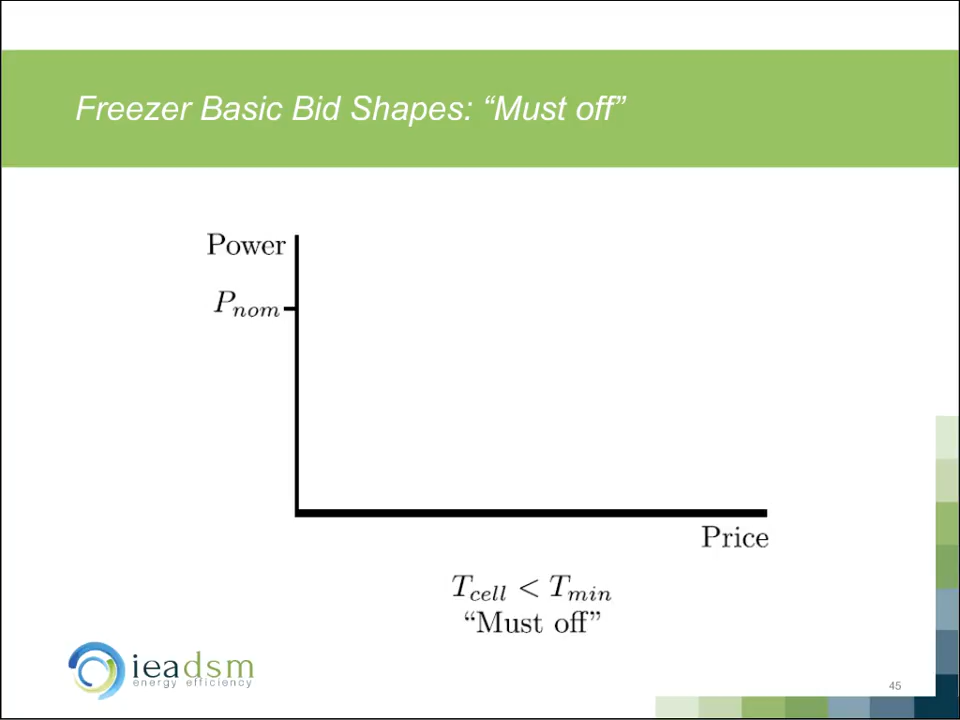 Freezer Basic Bid Shapes: “Must off”
Power
P_nom
Price
T_cell < T_min
“Must off”
ieadsm
energy efficiency
45